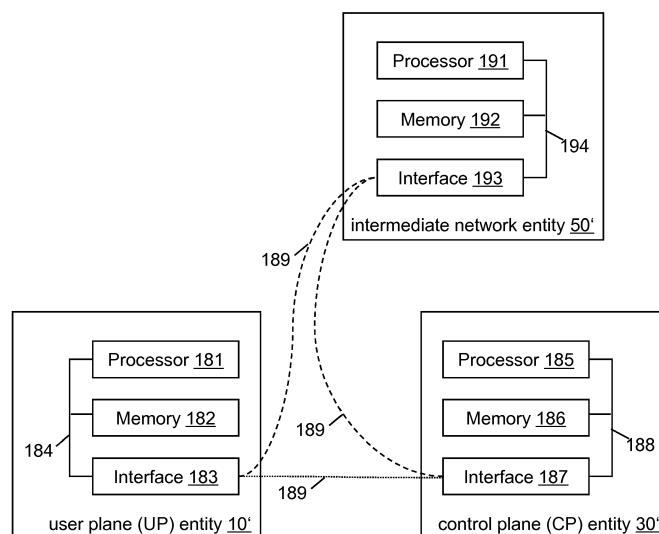 Processor 191
Memory 192
194
Interface 193
intermediate network entity 50‘
189
Processor 181
Memory 182
184
Interface 183
user plane (UP) entity 10‘
189
189
Processor 185
Memory 186
188
Interface 187
control plane (CP) entity 30‘